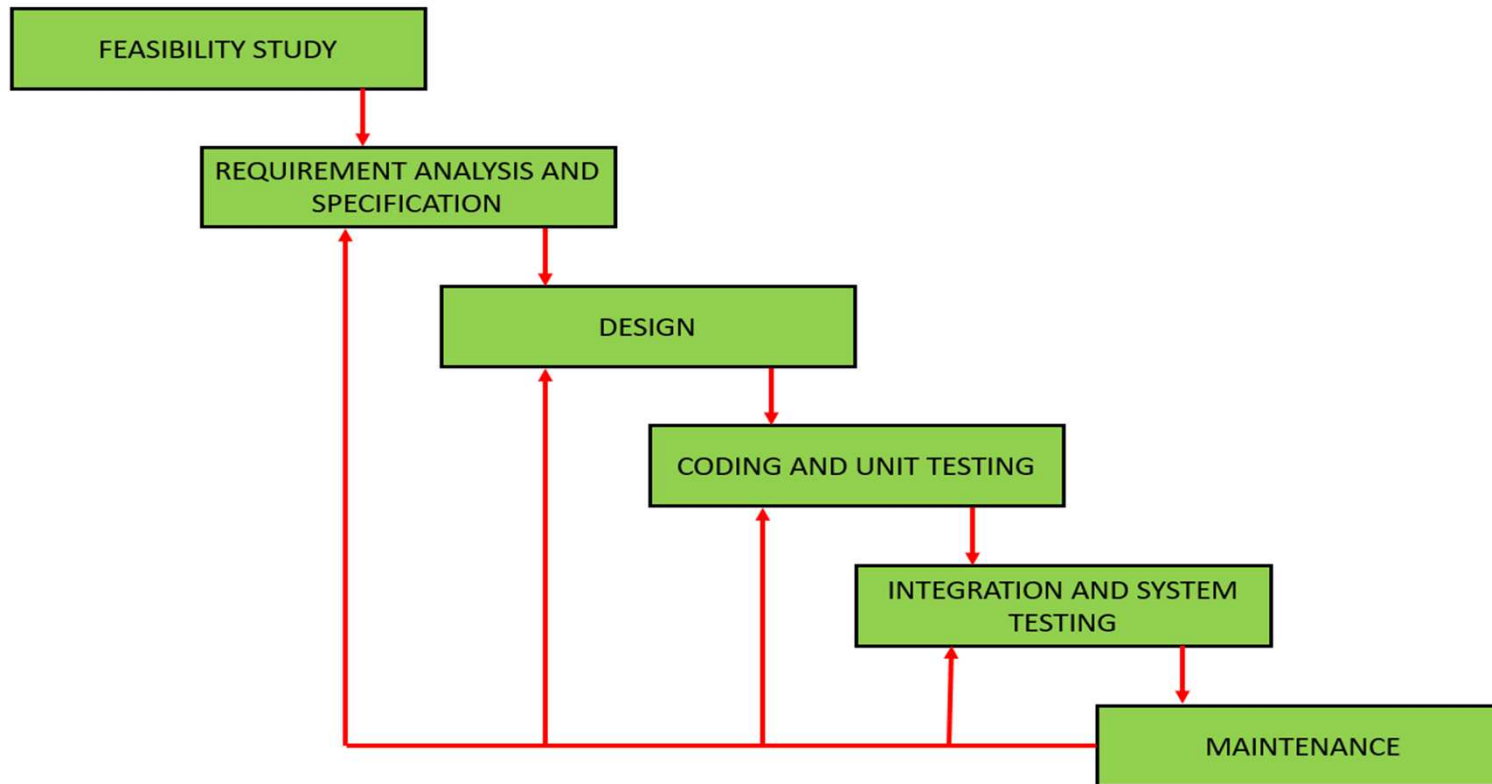 FEASIBILITY STUDY
REQUIREMENT ANALYSIS AND
SPECIFICATION
DESIGN
CODING AND UNIT TESTING
INTEGRATION AND SYSTEM
TESTING
MAINTENANCE